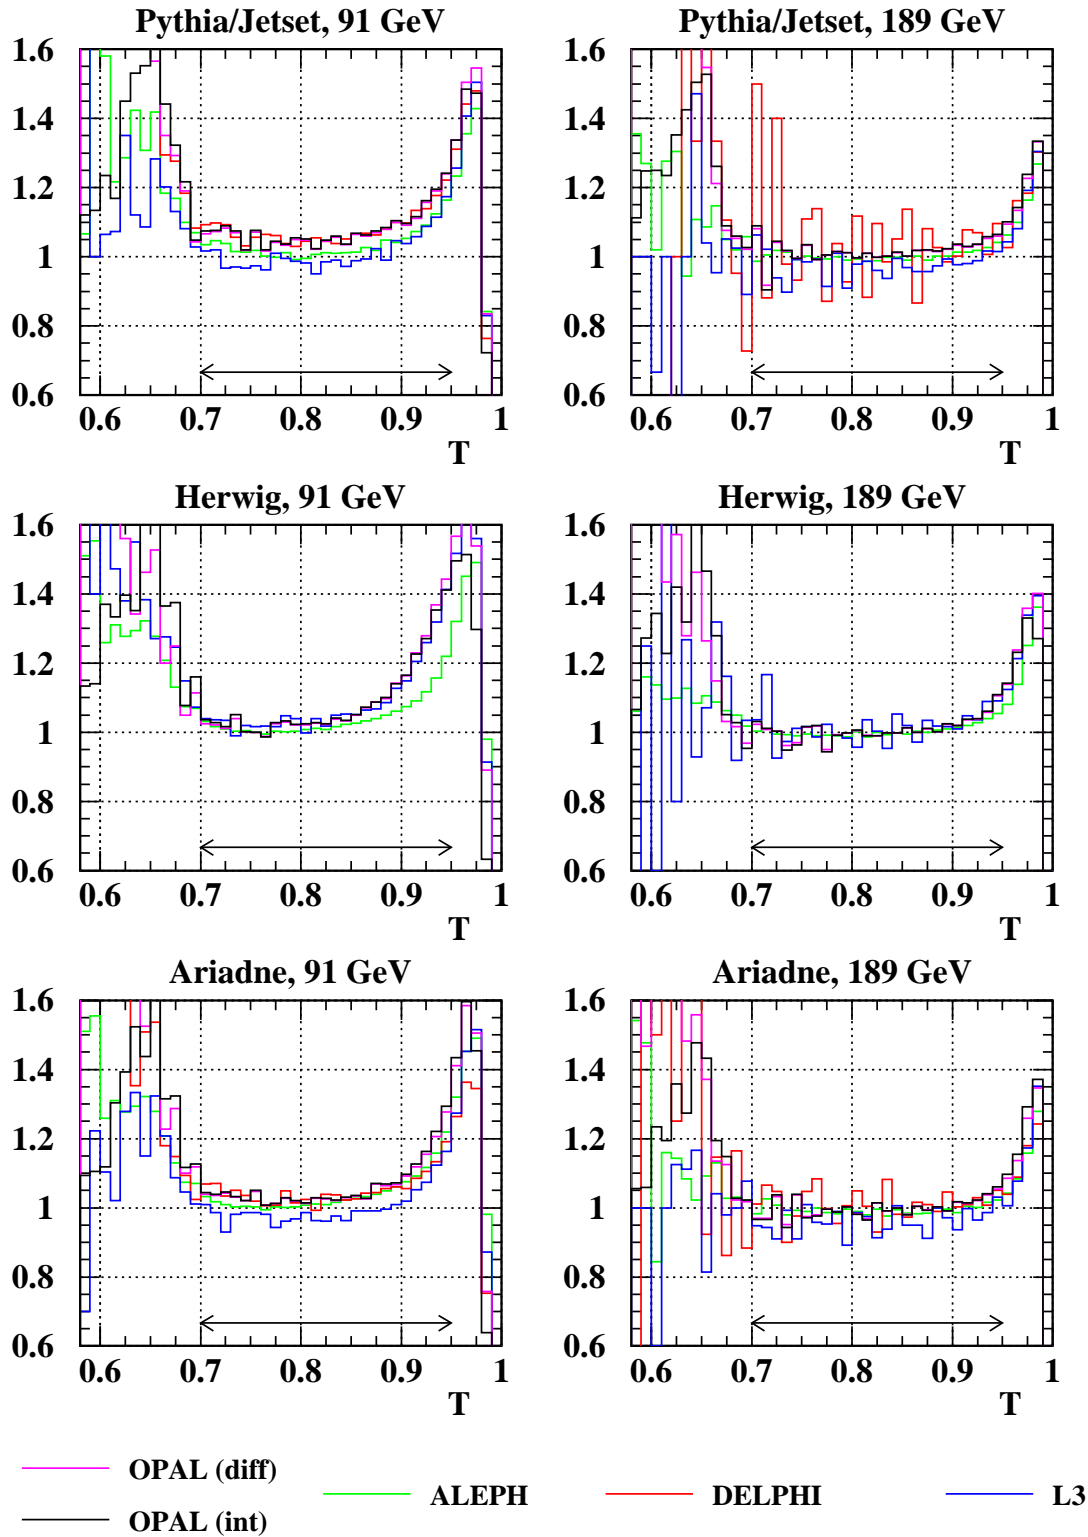 Pythia/Jetset, 91 GeV
1.6
1.4
1.2
1
0.8
0.6
0.6 0.7 0.8 0.9 1
T
Pythia/Jetset, 189 GeV
1.6
1.4
1.2
1
0.8
0.6
0.6 0.7 0.8 0.9 1
T
Herwig, 91 GeV
1.6
1.4
1.2
1
0.8
0.6
0.6 0.7 0.8 0.9 1
T
Herwig, 189 GeV
1.6
1.4
1.2
1
0.8
0.6
0.6 0.7 0.8 0.9 1
T
Ariadne, 91 GeV
1.6
1.4
1.2
1
0.8
0.6
0.6 0.7 0.8 0.9 1
T
Ariadne, 189 GeV
1.6
1.4
1.2
1
0.8
0.6
0.6 0.7 0.8 0.9 1
T
OPAL (diff)
OPAL (int)
ALEPH
DELPHI
L3